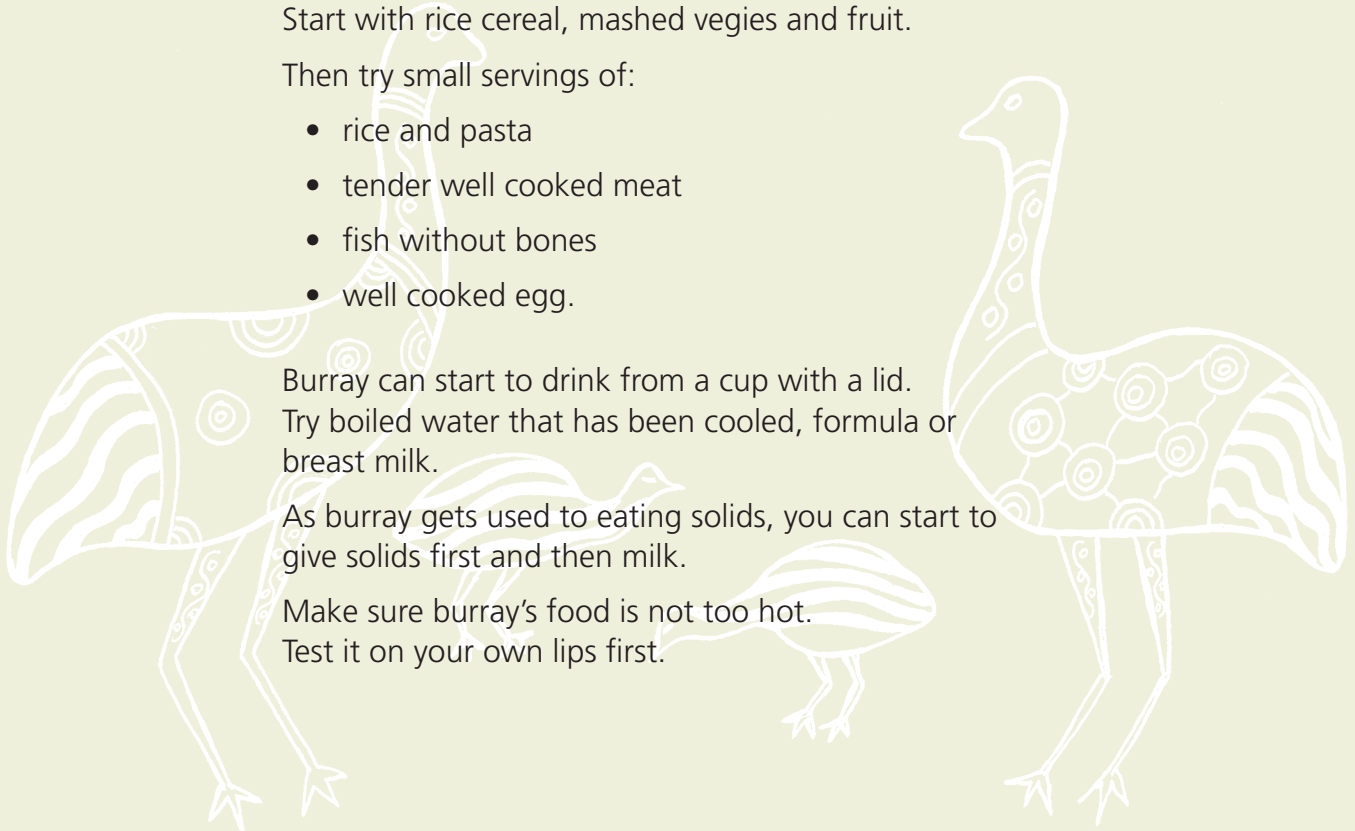 Start with rice cereal, mashed vegies and fruit.
Then try small servings of:
• rice and pasta
• tender well cooked meat
• fish without bones
• well cooked egg.
Burray can start to drink from a cup with a lid.
Try boiled water that has been cooled, formula or
breast milk.
As burray gets used to eating solids, you can start to
give solids first and then milk.
Make sure burray’s food is not too hot.
Test it on your own lips first.